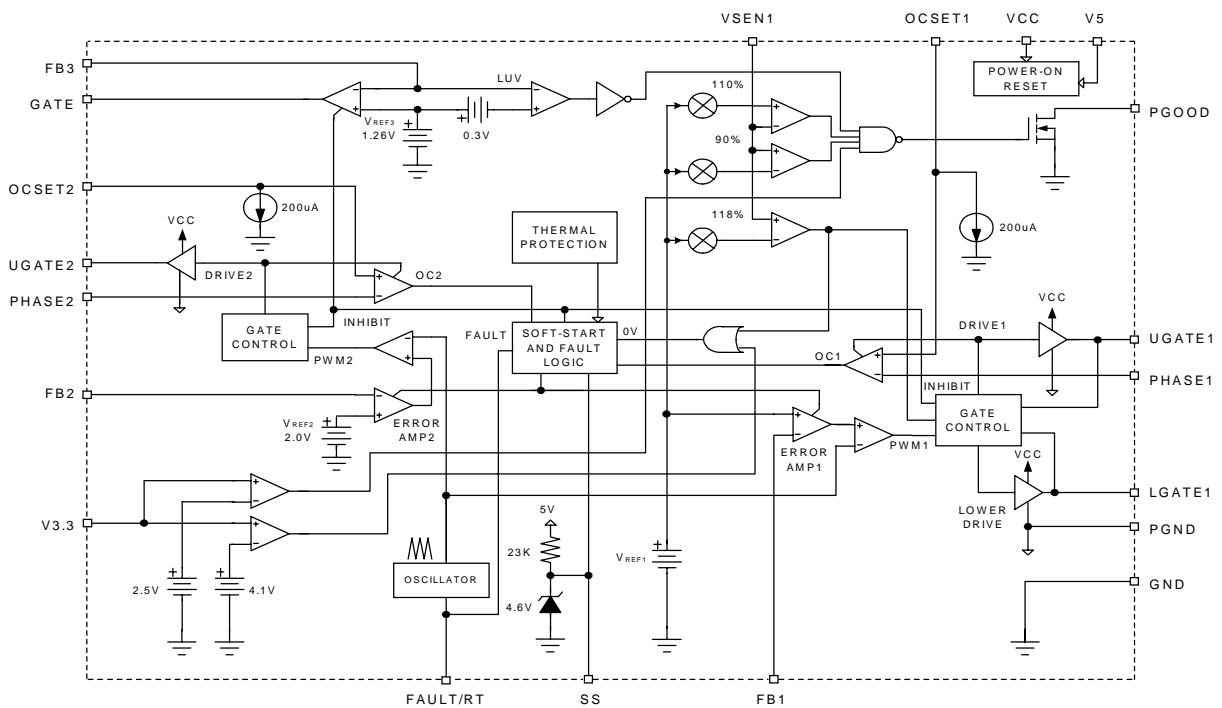 VSEN1
OCSET1
VCC
V5
FB3
GATE
LUV
VREF3
1.26V
0.3V
110%
90%
118%
POWER-ON
RESET
PGOOD
OCSET2
200uA
VCC
UGATE2
DRIVE2
PHASE2
OC2
THERMAL
PROTECTION
200uA
GATE
CONTROL
INHIBIT
PWM2
FAULT
SOFT-START
AND FAULT
LOGIC
0V
OC1
DRIVE1
VCC
UGATE1
PHASE1
INHIBIT
GATE
CONTROL
FB2
VREF2
2.0V
ERROR
AMP2
ERROR
AMP1
PWM1
VCC
LOWER
DRIVE
LGATE1
PGND
GND
V3.3
2.5V
4.1V
OSCILLATOR
5V
23K
4.6V
VREF1
FAULT/RT
SS
FB1